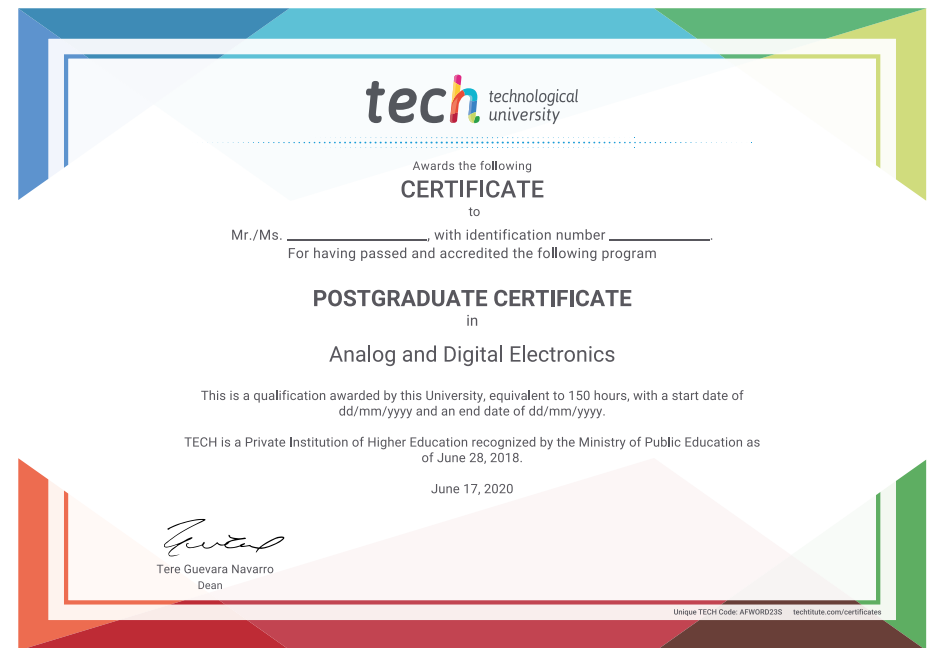 tech technological
university
Awards the following
CERTIFICATE
to
Mr./Ms. ____________________, with identification number ______________.
For having passed and accredited the following program
POSTGRADUATE CERTIFICATE
in
Analog and Digital Electronics
This is a qualification awarded by this University, equivalent to 150 hours, with a start date of
dd/mm/yyyy and an end date of dd/mm/yyyy.
TECH is a Private Institution of Higher Education recognized by the Ministry of Public Education as
of June 28, 2018.
June 17, 2020
Tere Guevara Navarro
Dean
Unique TECH Code: AFWORD23S techtitute.com/certificates